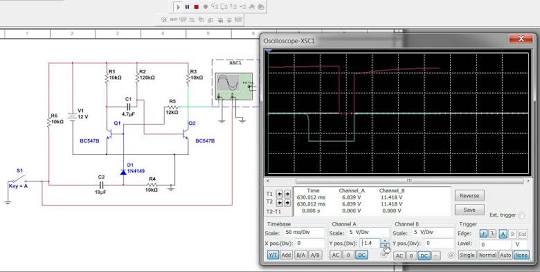 Oscilloscope-XSC1
XSC1
R1
10kΩ
R2
120kΩ
R3
10kΩ
C1
4.7µF
R5
12kΩ
V1
12 V
Q1
Q2
BC547B
BC547B
R6
10kΩ
D1
1N4149
S1
Key = A
C2
10µF
R4
10kΩ
Time
Channel_A
Channel_B
T1
630.012 ms
6.839 V
11.418 V
T2
630.012 ms
6.839 V
11.418 V
T2-T1
0.000 s
Reverse
Save
Ext. trigger
Timebase
Channel A
Channel B
Trigger
Scale: 50 ms/Div
Scale: 5 V/Div
Scale: 5 V/Div
Edge:
Ext
X pos.(Div): 0
Y pos.(Div): 1.4
Y pos.(Div): 0
Level: 0
V
Y/T Add B/A A/B
AC 0 DC
AC 0 DC -
Single Normal Auto None